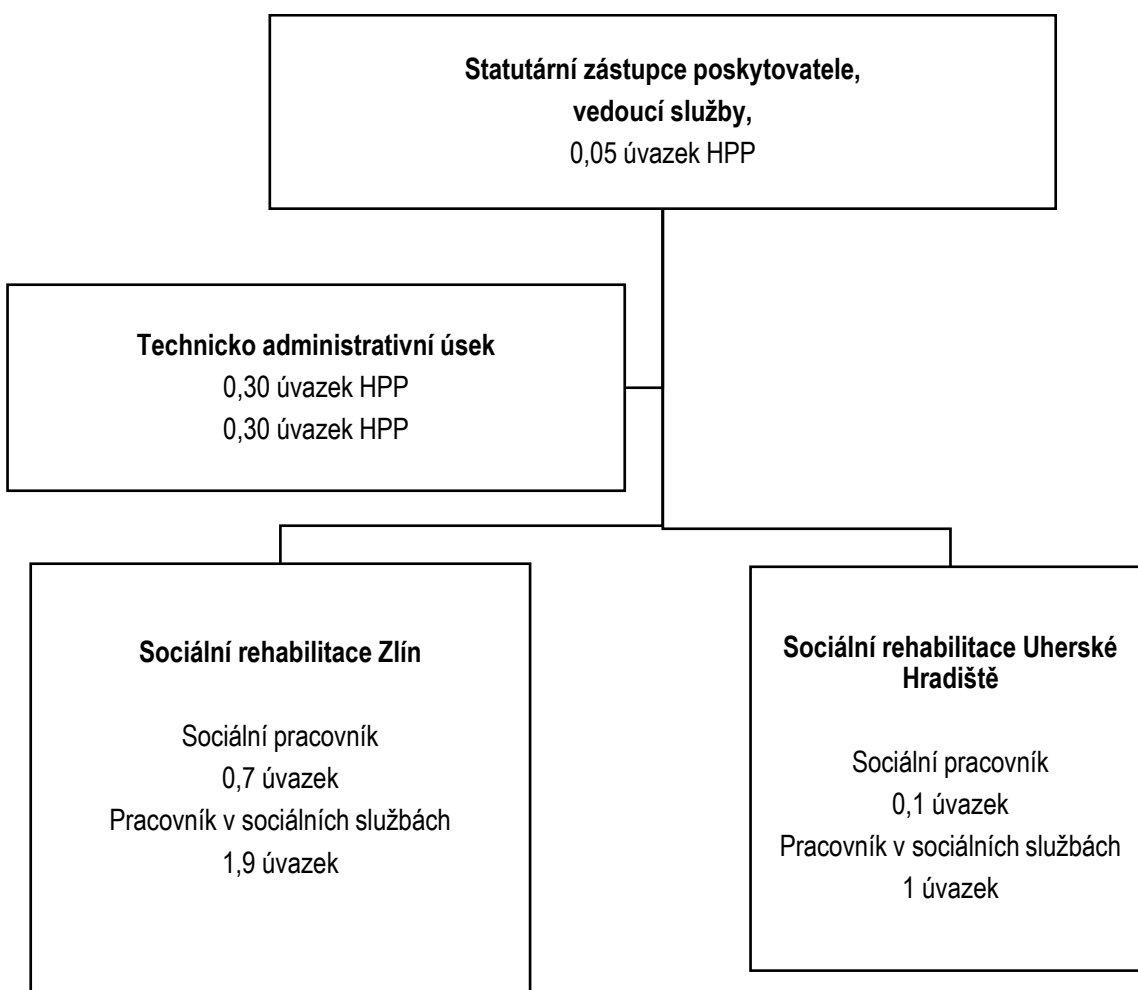 Statutární zástupce poskytovatele,
vedoucí služby,
0,05 úvazek HPP
Technicko administrativní úsek
0,30 úvazek HPP
0,30 úvazek HPP
Sociální rehabilitace Zlín
Sociální pracovník
0,7 úvazek
Pracovník v sociálních službách
1,9 úvazek
Sociální rehabilitace Uherské
Hradiště
Sociální pracovník
0,1 úvazek
Pracovník v sociálních službách
1 úvazek